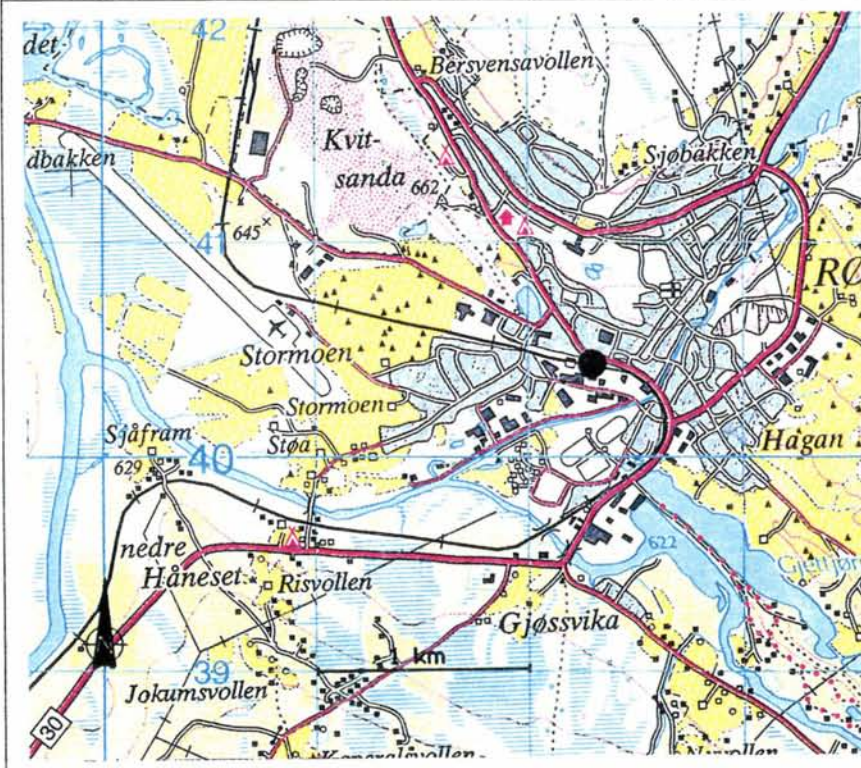 42
det
Bersvensavollen
Kvit-
sanda
662
Sjøbakken
dbakken
645
41
RØ
Stormoen
Stormoen
Støa
Hagan
Sjåfram
629
40
nedre
Håneset
622
Risvollen
Gjøssvika
39
1 km
Jokumsvollen
30